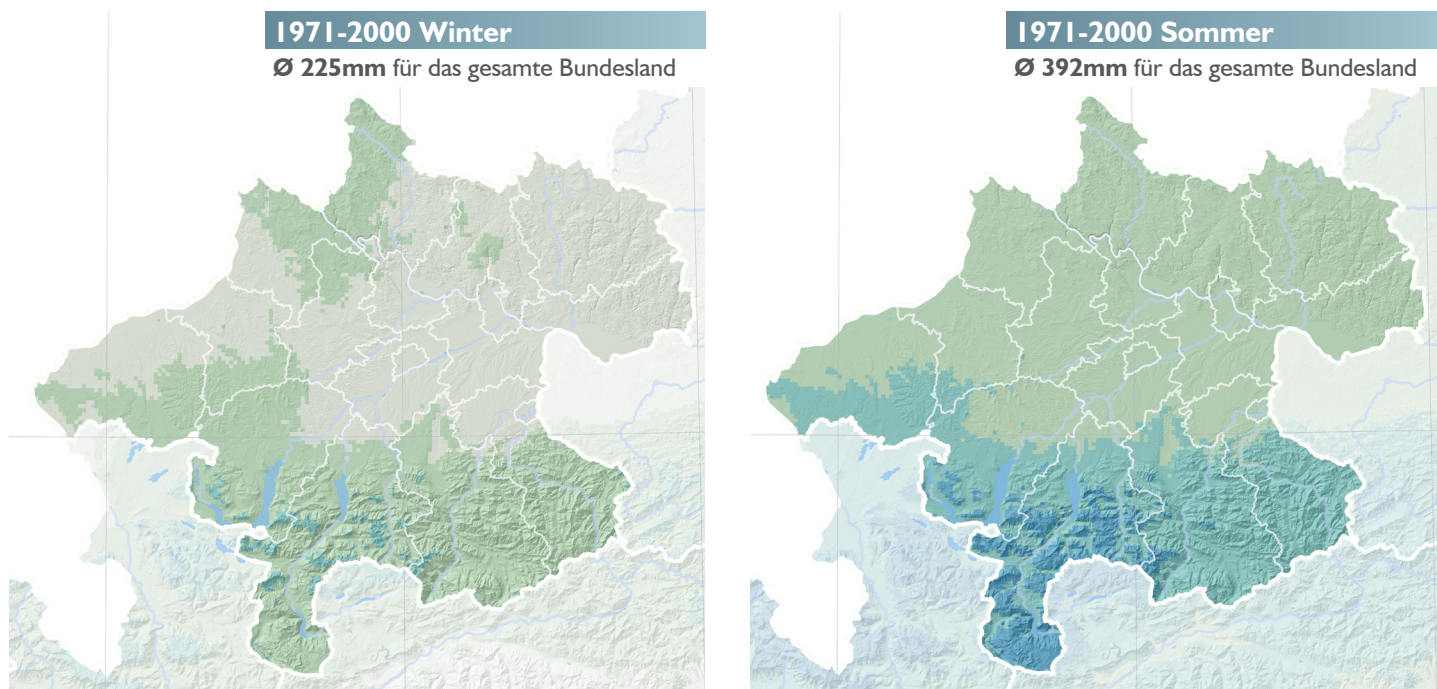 1971-2000 Winter
Ø 225mm für das gesamte Bundesland
1971-2000 Sommer
Ø 392mm für das gesamte Bundesland